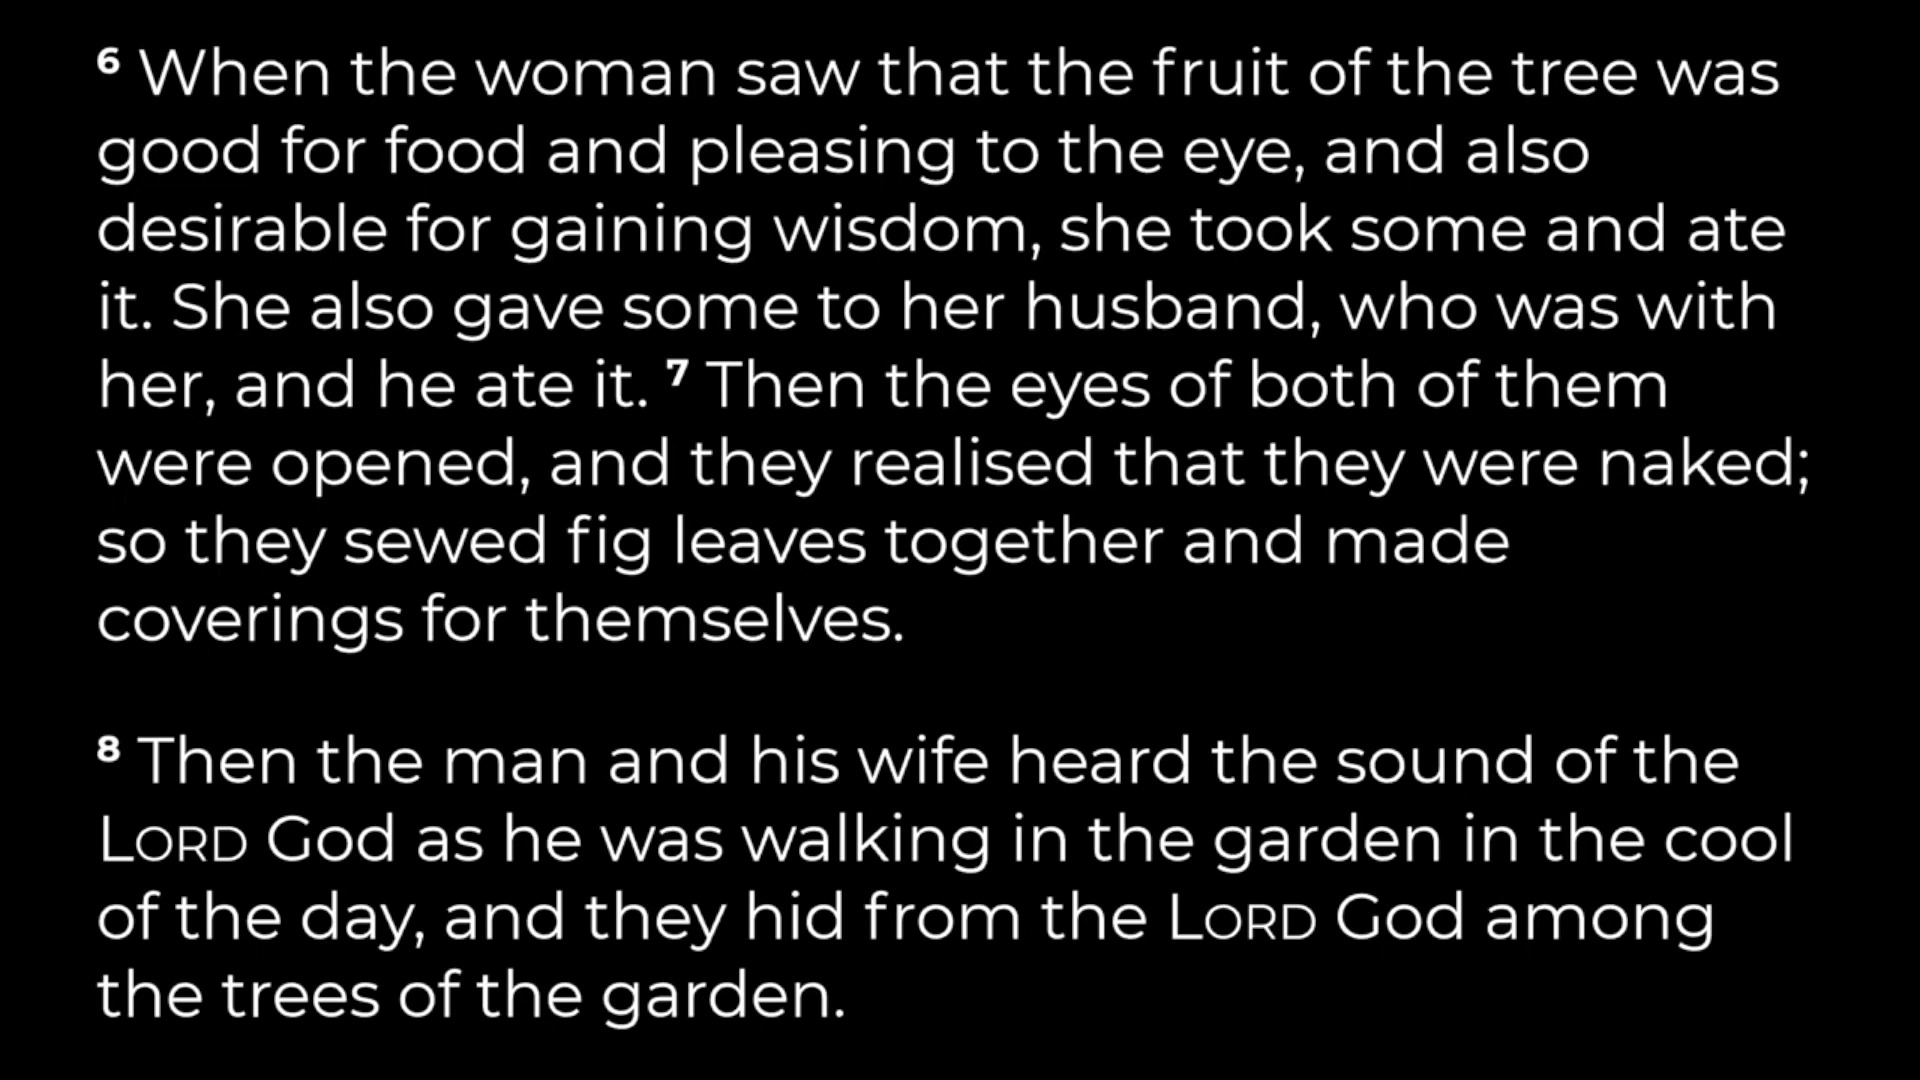 6 When the woman saw that the fruit of the tree was
good for food and pleasing to the eye, and also
desirable for gaining wisdom, she took some and ate
it. She also gave some to her husband, who was with
her, and he ate it. 7 Then the eyes of both of them
were opened, and they realised that they were naked;
so they sewed fig leaves together and made
coverings for themselves.
8 Then the man and his wife heard the sound of the
LORD God as he was walking in the garden in the cool
of the day, and they hid from the LORD God among
the trees of the garden.